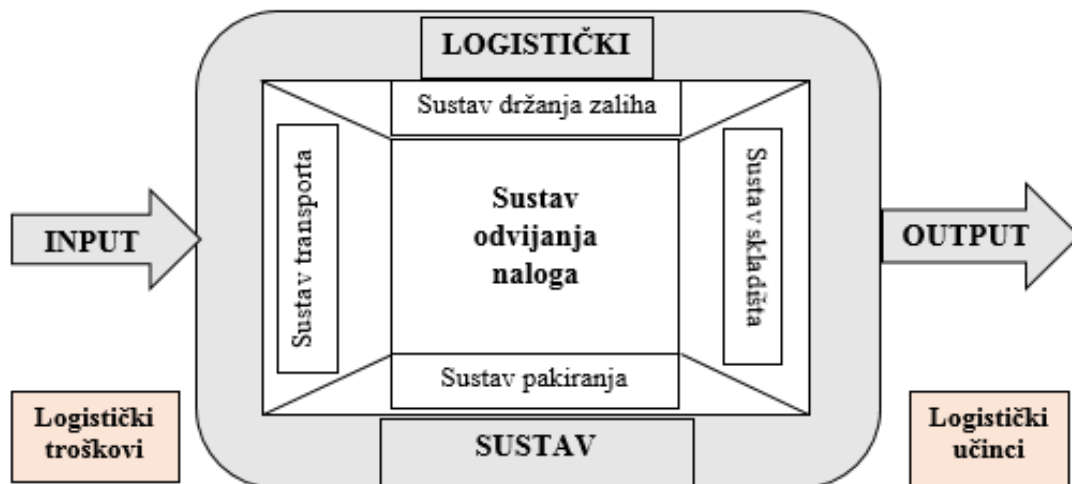 LOGISTIČKI
Sustav držanja zaliha
INPUT
Sustav transporta
Sustav
odvijanja
naloga
Sustav skladišta
OUTPUT
Sustav pakiranja
Logistički
troškovi
SUSTAV
Logistički
učinci